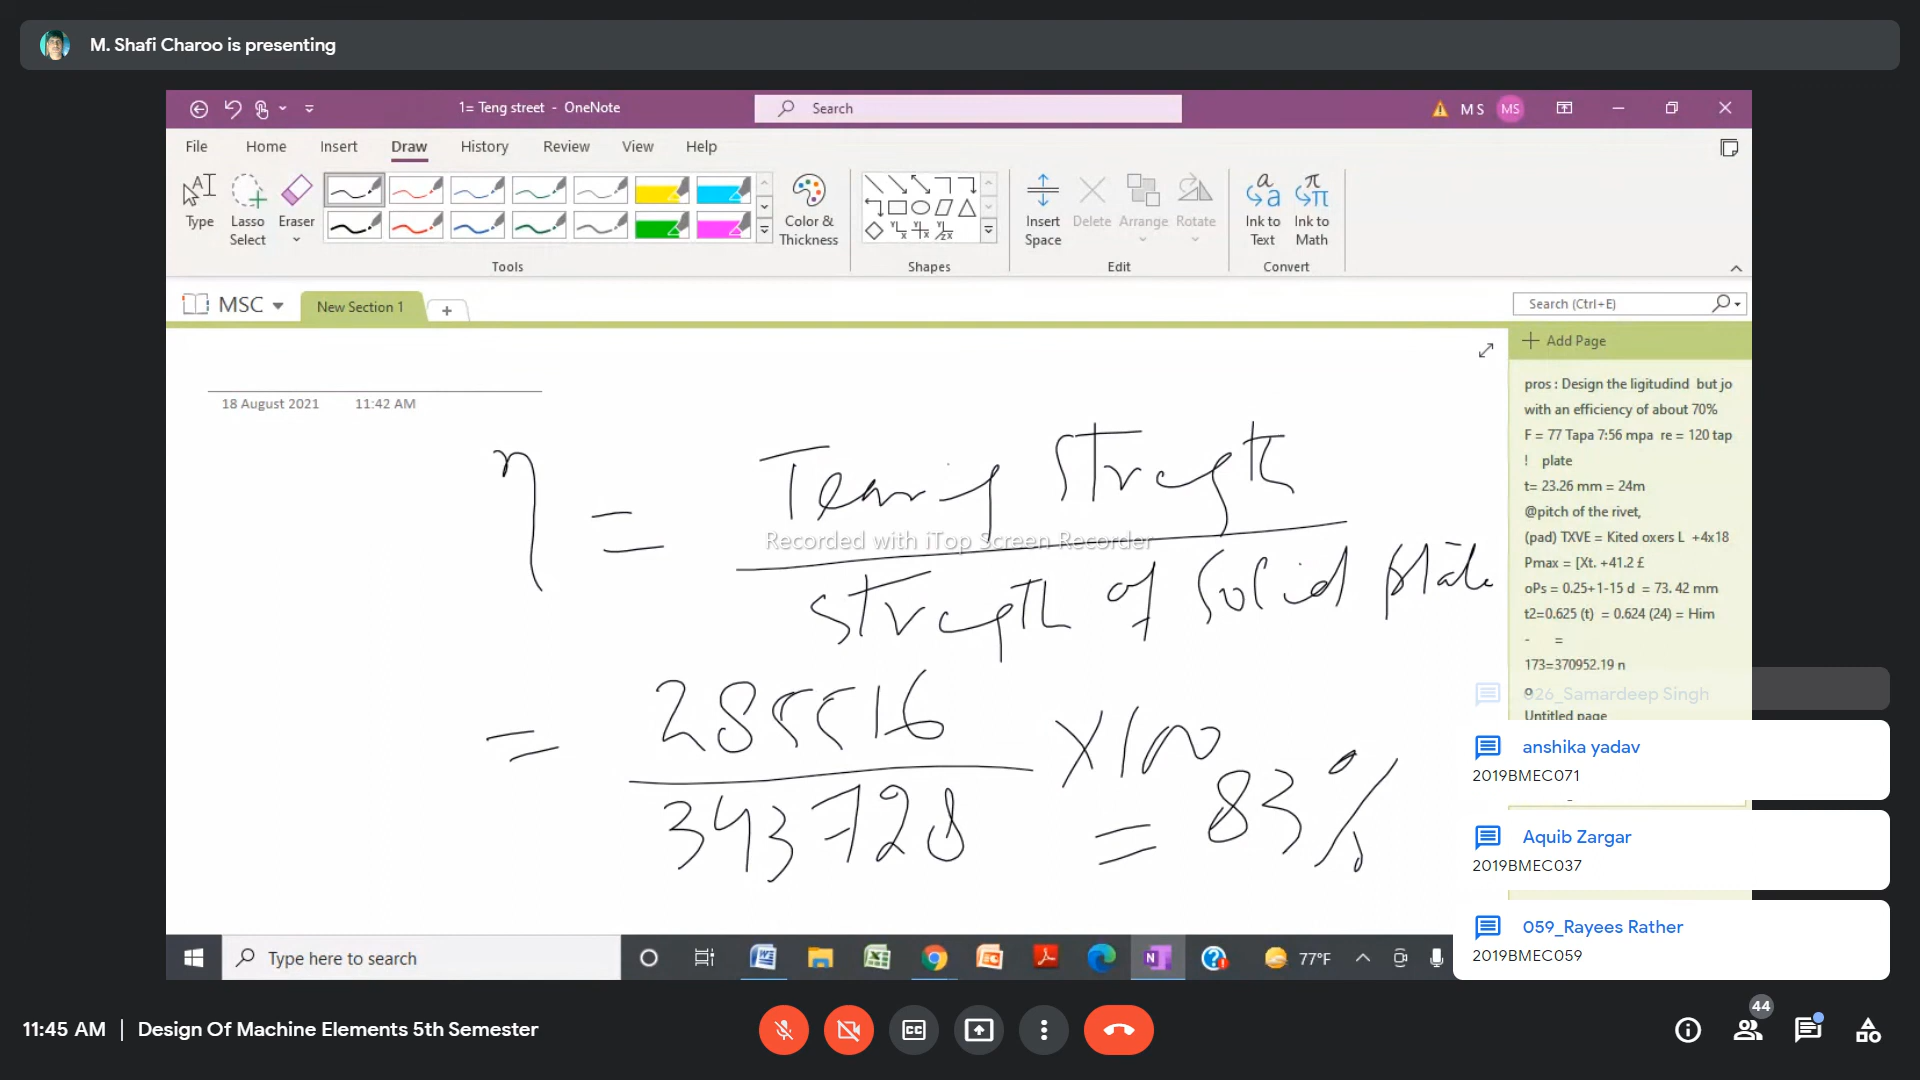 M. Shafi Charoo is presenting
1= Teng street - OneNote
Search
M S
MS
File Home Insert Draw History Review View Help
Type
Lasso Select
Eraser
Color & Thickness
Insert Space
Delete
Arrange
Rotate
Ink to Text
Ink to Math
Tools
Shapes
Edit
Convert
MSC
New Section 1
Search (Ctrl+E)
Add Page
18 August 2021 11:42 AM
η = Tearing strength
strength of solid plate
Recorded with iTop Screen Recorder
= 285516
343728
X100
= 83%
pros : Design the ligitudind but jo
with an efficiency of about 70%
F = 77 Tapa 7:56 mpa re = 120 tap
! plate
t= 23.26 mm = 24m
@pitch of the rivet,
(pad) TXVE = Kited oxers L +4x18
Pmax = [Xt. +41.2 £
oPs = 0.25+1-15 d = 73. 42 mm
t2=0.625 (t) = 0.624 (24) = Him
- =
173=370952.19 n
o
Untitled page
026_Samardeep Singh
anshika yadav
2019BMEC071
Aquib Zargar
2019BMEC037
059_Rayees Rather
2019BMEC059
Type here to search
77°F
11:45 AM | Design Of Machine Elements 5th Semester
CC
44